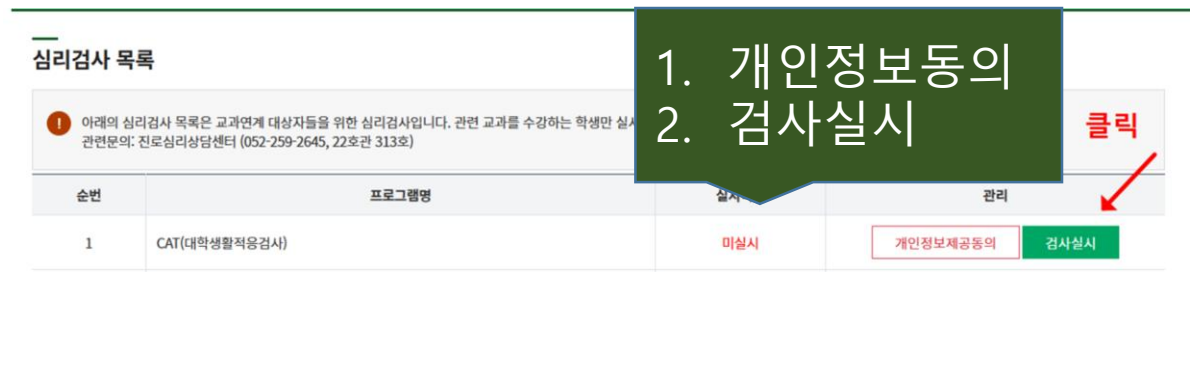 심리검사 목록
1. 개인정보동의
2. 검사실시
아래의 심리검사 목록은 교과연계 대상자들을 위한 심리검사입니다. 관련 교과를 수강하는 학생만
관련문의: 진로심리상담센터 (052-259-2645, 22호관 313호)
클릭
순번 프로그램명 관리
1 CAT(대학생활적응검사) 미실시 개인정보제공동의 검사실시